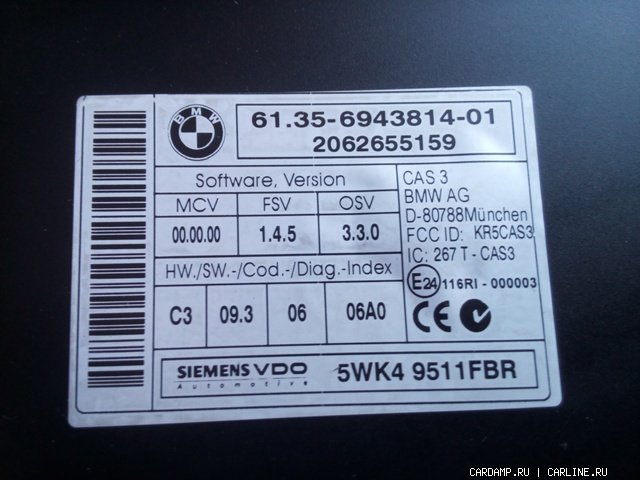 BMW
61.35-6943814-01
2062655159
Software, Version
MCV FSV OSV
00.00.00 1.4.5 3.3.0
HW./SW.-/Cod.-/Diag.-Index
C3 09.3 06 06A0
CAS 3
BMW AG
D-80788München
FCC ID: KR5CAS3
IC: 267 T - CAS3
E24 116RI - 000003
CE N
SIEMENS VDO
Automotive
5WK4 9511FBR
CARDAMP.RU | CARLINE.RU